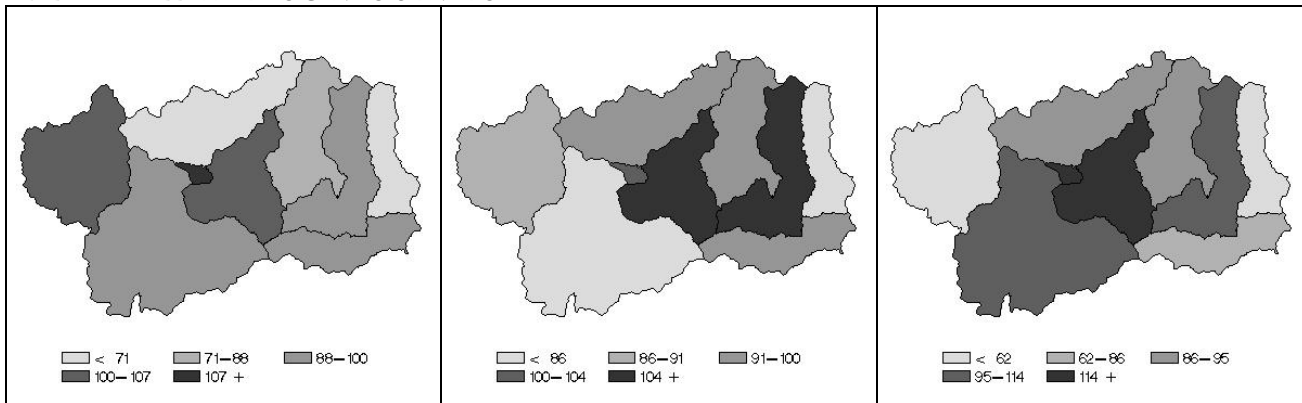 < 71 71–88 88–100
100–107 107 +
< 86 86–91 91–100
100–104 104 +
< 62 62–86 86–95
95–114 114 +